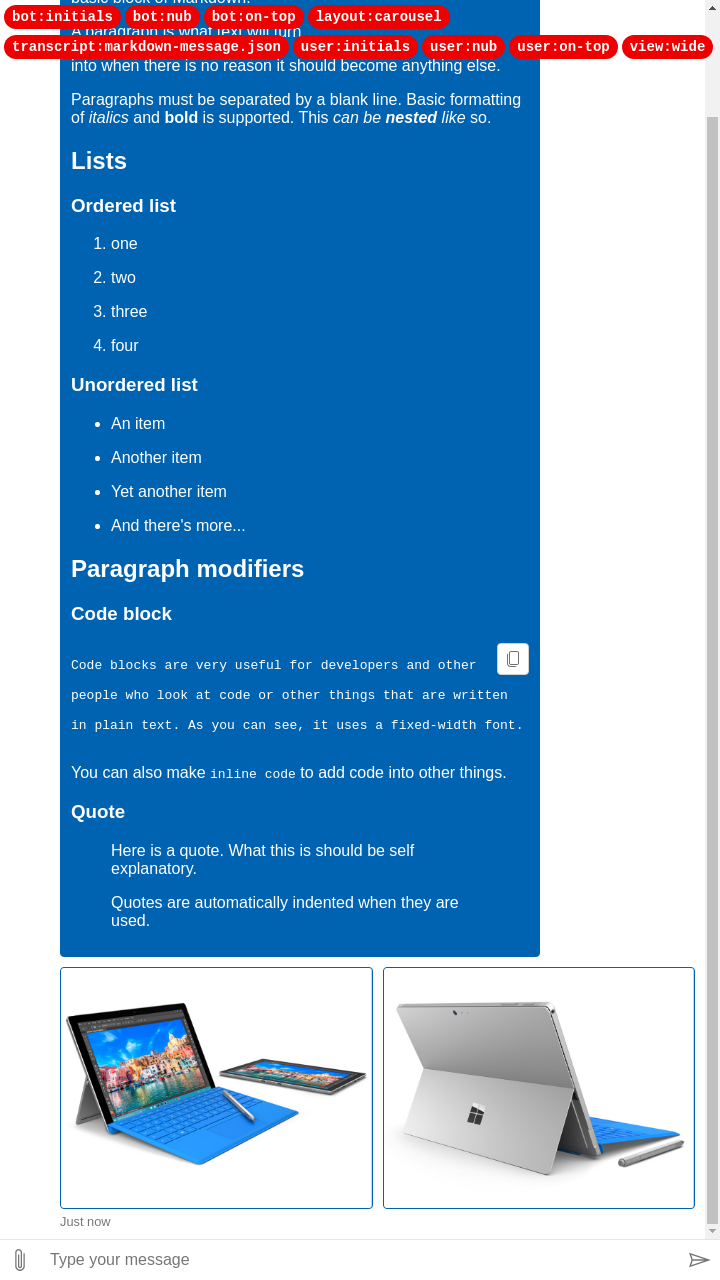 bot:initials bot:nub bot:on-top layout:carousel
transcript:markdown-message.json user:initials user:nub user:on-top view:wide
basic block of Markdown.
A paragraph is what text will turn
into when there is no reason it should become anything else.
Paragraphs must be separated by a blank line. Basic formatting
of italics and bold is supported. This can be nested like so.
Lists
Ordered list
1. one
2. two
3. three
4. four
Unordered list
• An item
• Another item
• Yet another item
• And there's more...
Paragraph modifiers
Code block
Code blocks are very useful for developers and other
people who look at code or other things that are written
in plain text. As you can see, it uses a fixed-width font.
You can also make inline code to add code into other things.
Quote
Here is a quote. What this is should be self
explanatory.
Quotes are automatically indented when they are
used.
Just now
Type your message